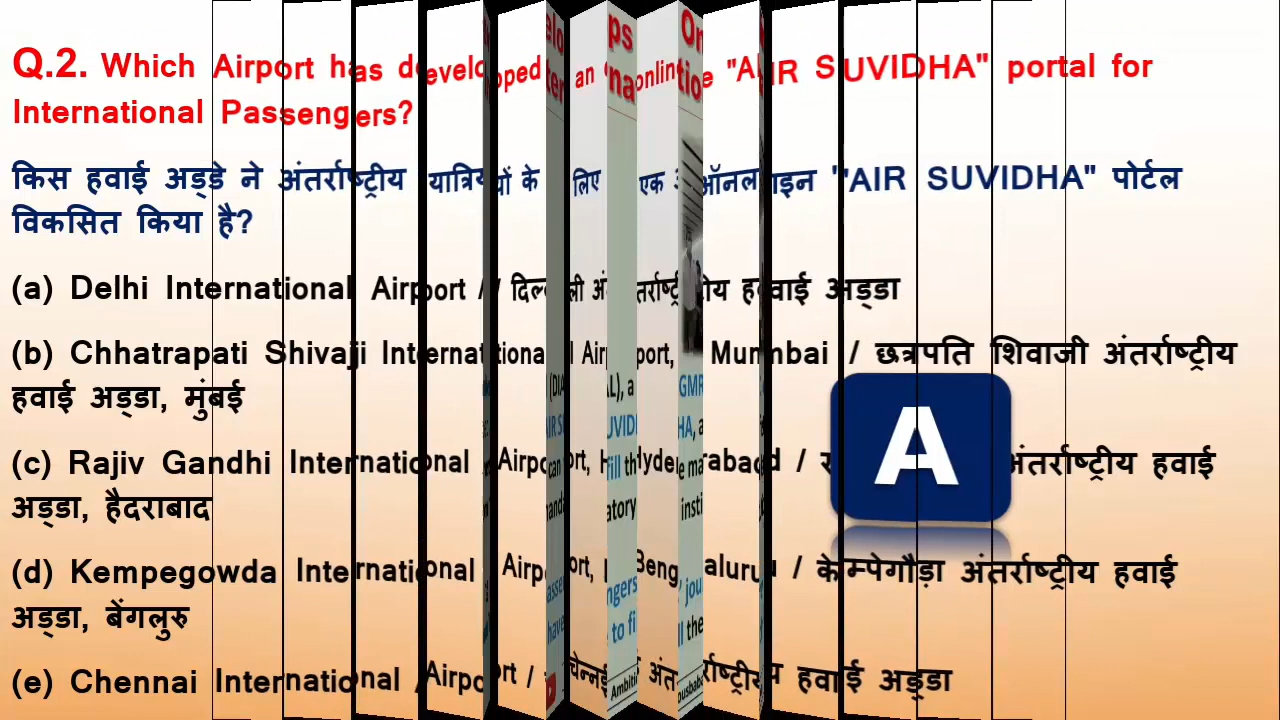 Q.2. Which Airport has developed an online "AIR SUVIDHA" portal for
International Passengers?
किस हवाई अड्डे ने अंतर्राष्ट्रीय यात्रियों के लिए एक ऑनलाइन "AIR SUVIDHA" पोर्टल
विकसित किया है?
(a) Delhi International Airport / दिल्ली अंतर्राष्ट्रीय हवाई अड्डा
(b) Chhatrapati Shivaji International Airport, Mumbai / छत्रपति शिवाजी अंतर्राष्ट्रीय
हवाई अड्डा, मुंबई
A
(c) Rajiv Gandhi International Airport, Hyderabad / अंतर्राष्ट्रीय हवाई
अड्डा, हैदराबाद
(d) Kempegowda International Airport, Bengaluru / केम्पेगौड़ा अंतर्राष्ट्रीय हवाई
अड्डा, बेंगलुरु
(e) Chennai International Airport / चेन्नई अंतर्राष्ट्रीय हवाई अड्डा